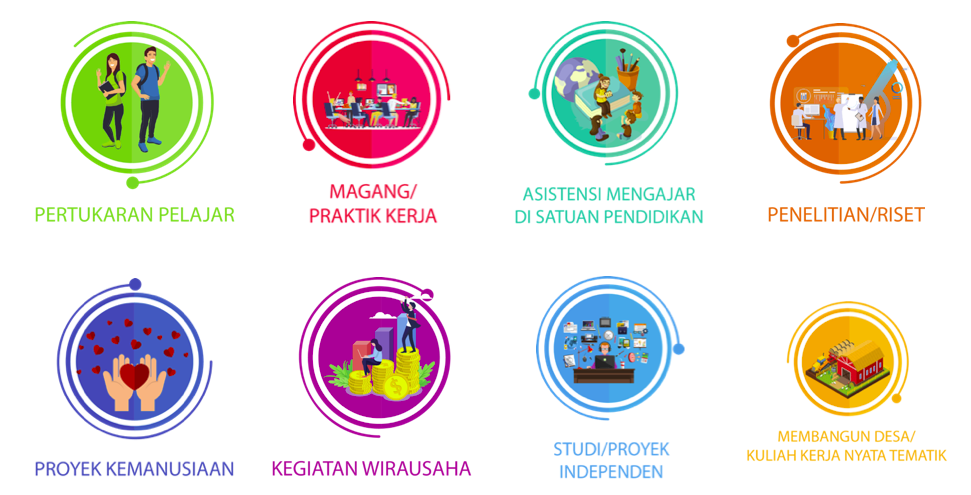 PERTUKARAN PELAJAR
MAGANG/
PRAKTIK KERJA
ASISTENSI MENGAJAR
DI SATUAN PENDIDIKAN
PENELITIAN/RISET
PROYEK KEMANUSIAAN
KEGIATAN WIRAUSAHA
STUDI/PROYEK
INDEPENDEN
MEMBANGUN DESA/
KULIAH KERJA NYATA TEMATIK